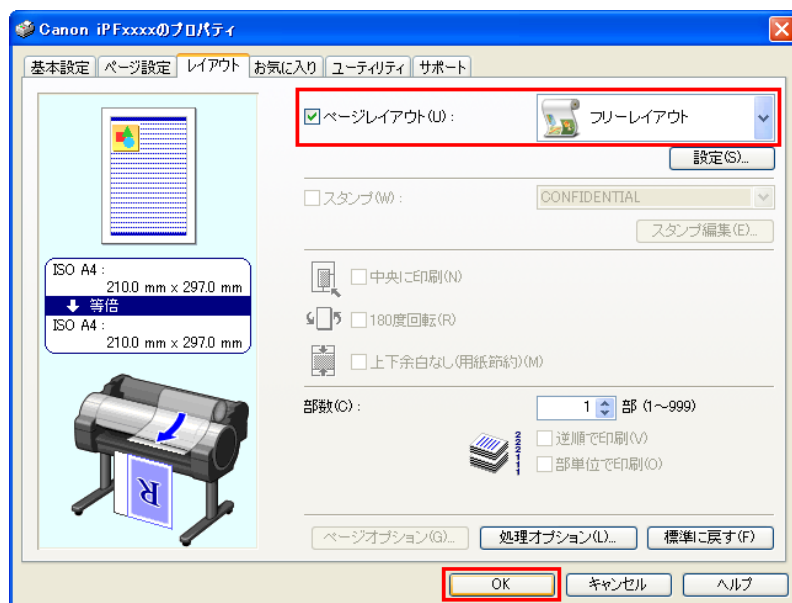 Canon iPFxxxxのプロパティ
基本設定 ページ設定 レイアウト お気に入り ユーティリティ サポート
ページレイアウト(U): フリーレイアウト
設定(S)...
スタンプ(W): CONFIDENTIAL
スタンプ編集(E)...
ISO A4:
210.0 mm x 297.0 mm
等倍
ISO A4:
210.0 mm x 297.0 mm
中央に印刷(N)
180度回転(R)
上下余白なし(用紙節約)(M)
部数(C): 1 部 (1～999)
逆順で印刷(V)
部単位で印刷(O)
2 2 2 1 1 1
R
ページオプション(G)... 処理オプション(L)... 標準に戻す(F)
OK キャンセル ヘルプ